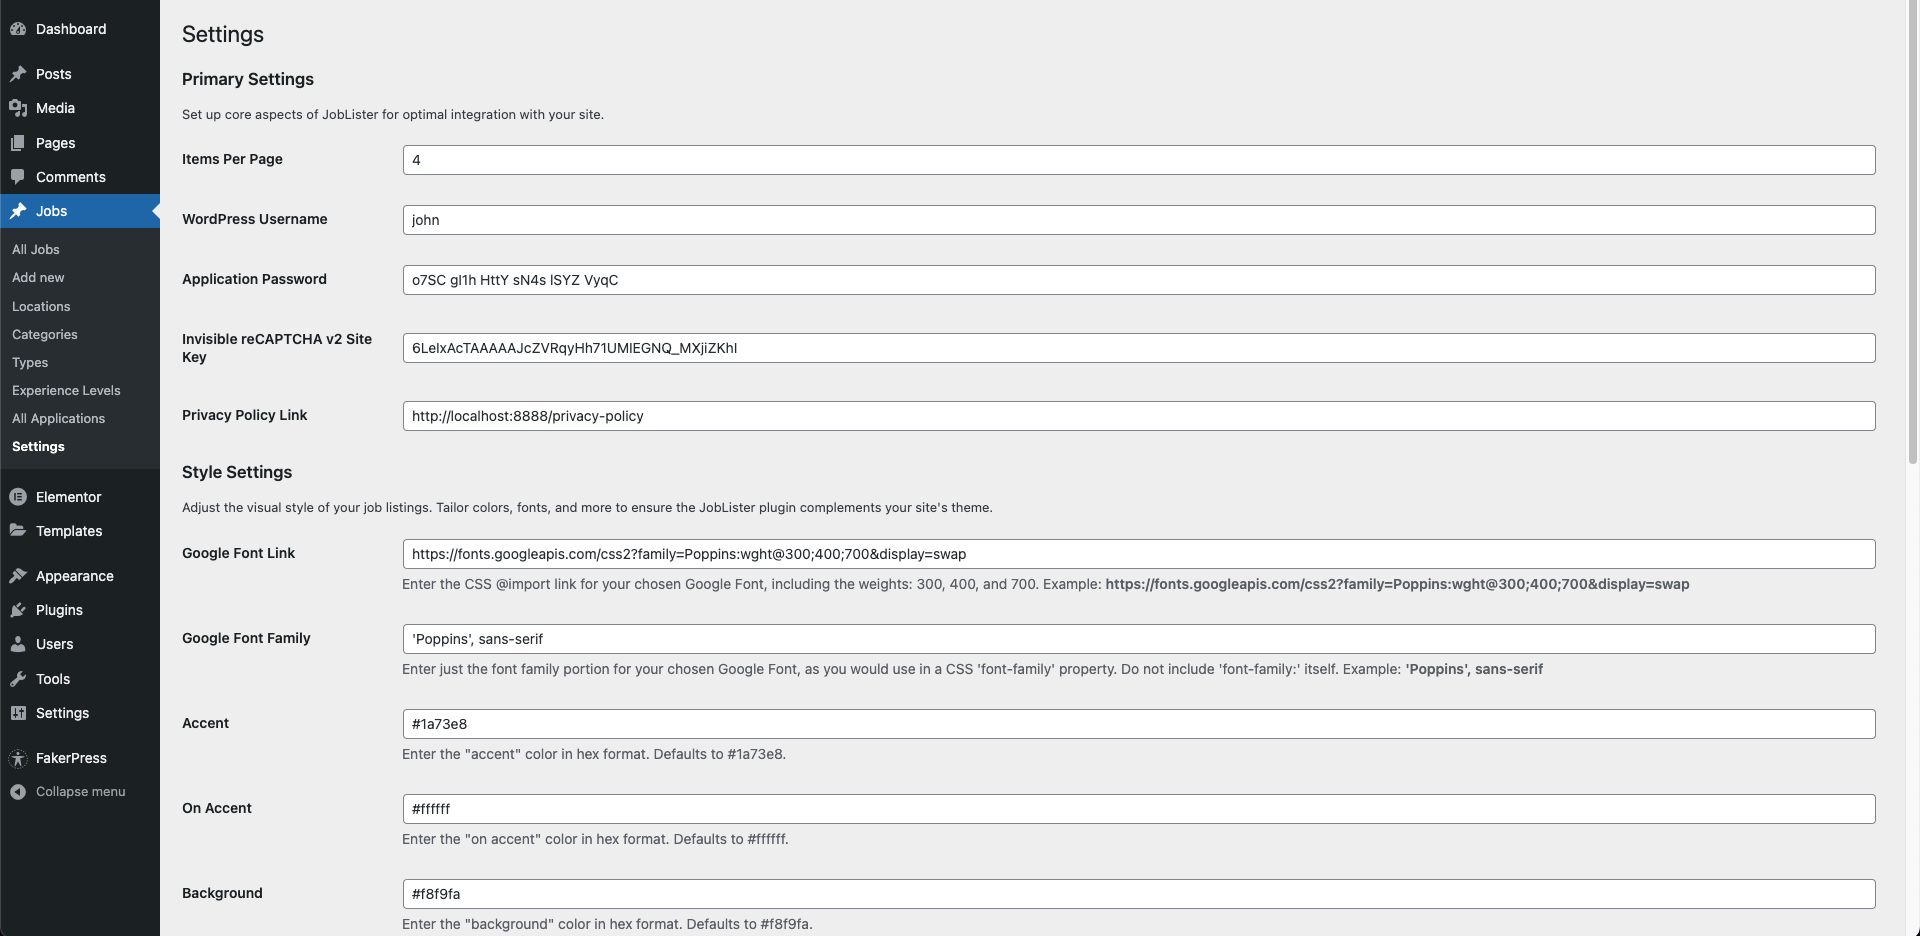 Dashboard
Posts
Media
Pages
Comments
Jobs
All Jobs
Add new
Locations
Categories
Types
Experience Levels
All Applications
Settings
Elementor
Templates
Appearance
Plugins
Users
Tools
Settings
FakerPress
Collapse menu
Settings
Primary Settings
Set up core aspects of JobLister for optimal integration with your site.
Items Per Page
4
WordPress Username
john
Application Password
o7SC gl1h HttY sN4s lSYZ VyqC
Invisible reCAPTCHA v2 Site
Key
6LelxAcTAAAAAJcZVRqyHh71UMIEGNQ_MXjiZKhI
Privacy Policy Link
http://localhost:8888/privacy-policy
Style Settings
Adjust the visual style of your job listings. Tailor colors, fonts, and more to ensure the JobLister plugin complements your site's theme.
Google Font Link
https://fonts.googleapis.com/css2?family=Poppins:wght@300;400;700&display=swap
Enter the CSS @import link for your chosen Google Font, including the weights: 300, 400, and 700. Example: https://fonts.googleapis.com/css2?family=Poppins:wght@300;400;700&display=swap
Google Font Family
'Poppins', sans-serif
Enter just the font family portion for your chosen Google Font, as you would use in a CSS 'font-family' property. Do not include 'font-family:' itself. Example: 'Poppins', sans-serif
Accent
#1a73e8
Enter the "accent" color in hex format. Defaults to #1a73e8.
On Accent
#ffffff
Enter the "on accent" color in hex format. Defaults to #ffffff.
Background
#f8f9fa
Enter the "background" color in hex format. Defaults to #f8f9fa.